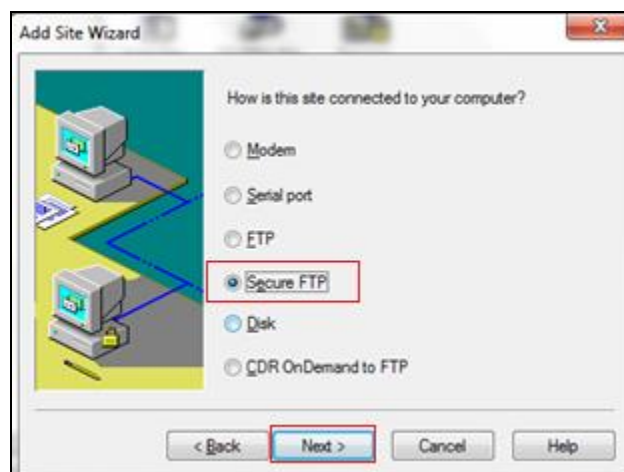 Add Site Wizard
How is this site connected to your computer?
Modem
Serial port
FTP
Secure FTP
Disk
CDR OnDemand to FTP
< Back Next > Cancel Help